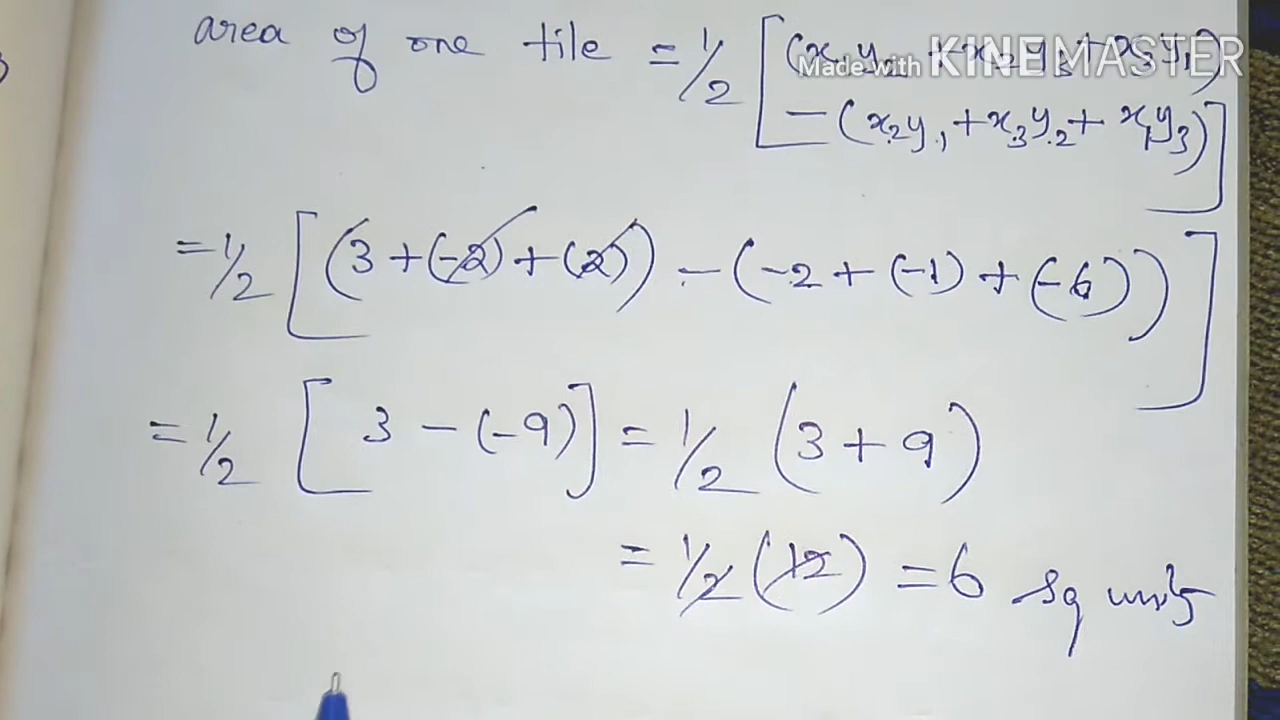 area of one tile = 1/2 [(x1y2 + x2y3 + x3y1)
Made with KINEMASTER
- (x2y1 + x3y2 + x1y3)]
= 1/2 [(3 + (-2) + (2)) - (-2 + (-1) + (-6))]
= 1/2 [3 - (-9)] = 1/2 (3 + 9)
= 1/2 (12) = 6 sq units